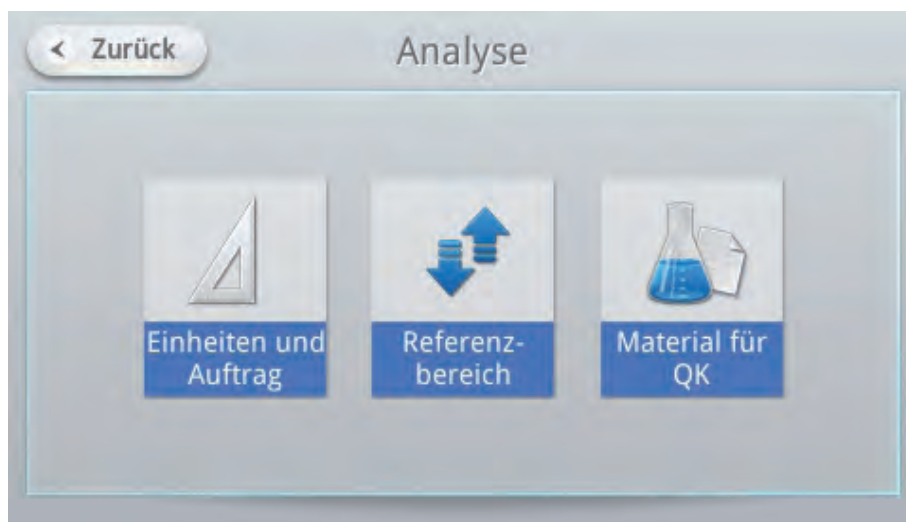 Zurück
Analyse
Einheiten und
Auftrag
Referenz-
bereich
Material für
QK